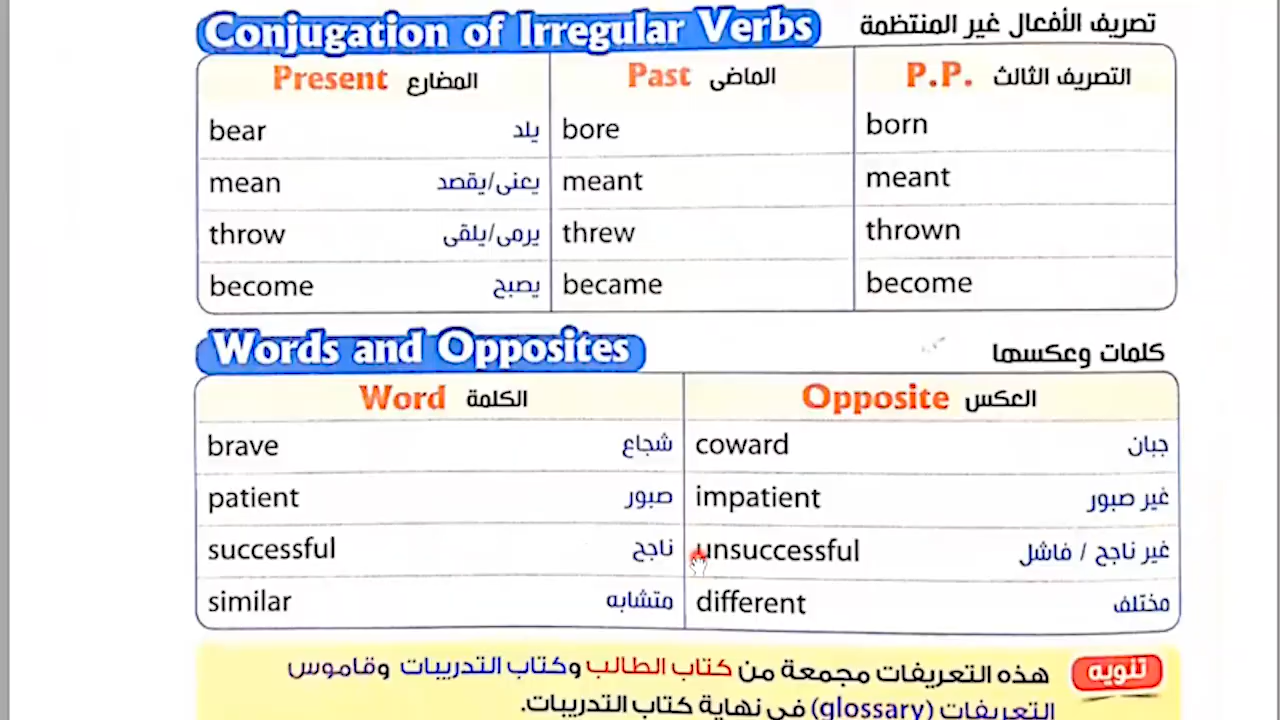 Conjugation of Irregular Verbs تصريف الأفعال غير المنتظمة
Present المضارع Past الماضى P.P. التصريف الثالث
bear يلد bore born
mean يعنى/يقصد meant meant
throw يرمى/يلقى threw thrown
become يصبح became become
Words and Opposites كلمات وعكسها
Word الكلمة Opposite العكس
brave شجاع coward جبان
patient صبور impatient غير صبور
successful ناجح unsuccessful غير ناجح / فاشل
similar متشابه different مختلف
تنويه هذه التعريفات مجمعة من كتاب الطالب وكتاب التدريبات وقاموس
التعريفات (glossary) فى نهاية كتاب التدريبات.